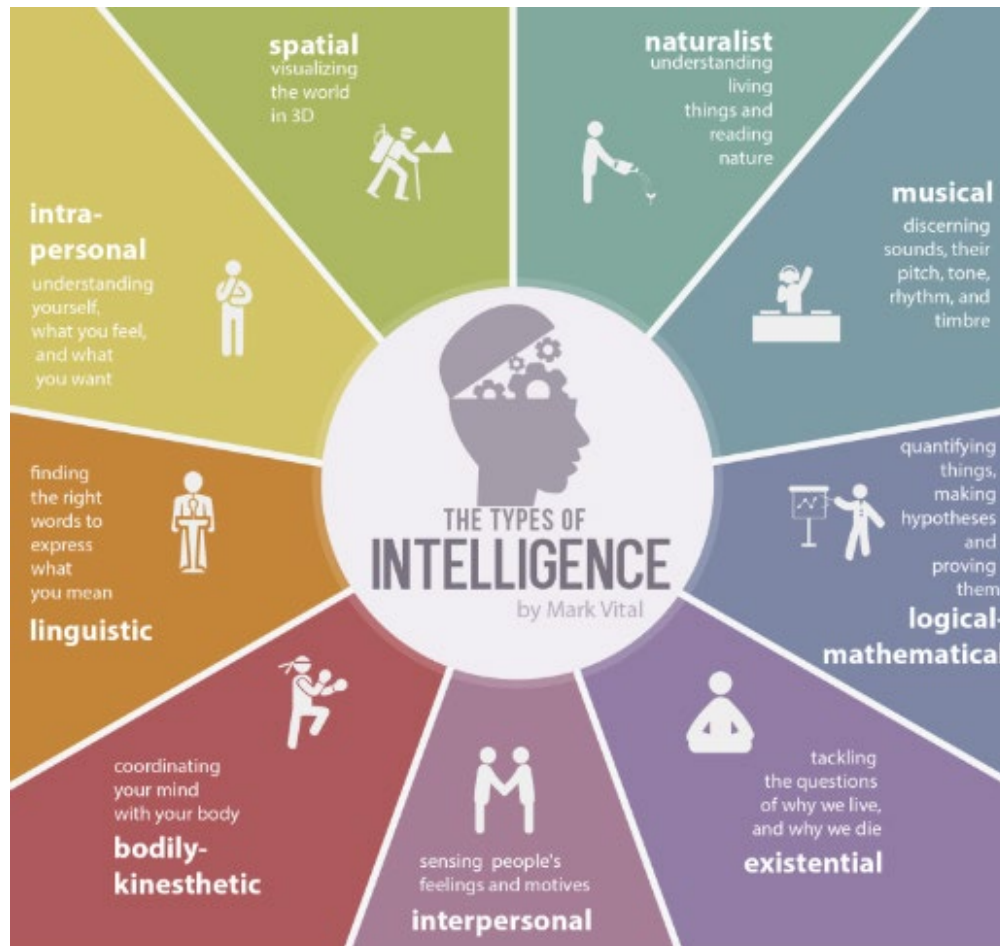 spatial
visualizing
the world
in 3D
naturalist
understanding
living
things and
reading
nature
musical
discerning
sounds, their
pitch, tone,
rhythm, and
timbre
quantifying
things,
making
hypotheses
and
proving
them
logical-
mathematical
tackling
the questions
of why we live,
and why we die
existential
sensing people's
feelings and motives
interpersonal
coordinating
your mind
with your body
bodily-
kinesthetic
finding
the right
words to
express
what
you mean
linguistic
intra-
personal
understanding
yourself,
what you feel,
and what
you want
THE TYPES OF
INTELLIGENCE
by Mark Vital